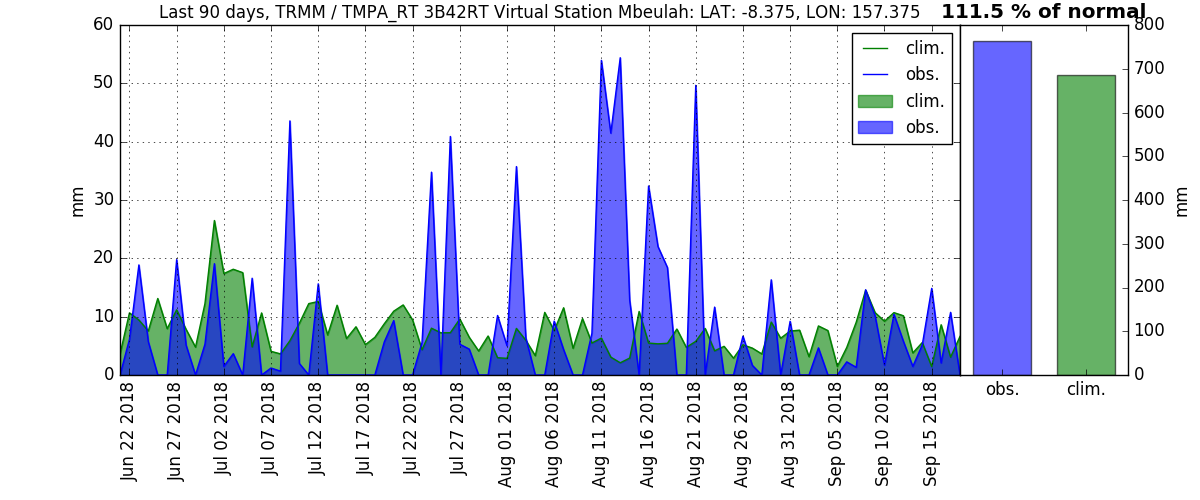 Last 90 days, TRMM / TMPA_RT 3B42RT Virtual Station Mbeulah: LAT: -8.375, LON: 157.375
111.5 % of normal
60
50
40
30
20
10
0
mm
clim.
obs.
clim.
obs.
800
700
600
500
400
300
200
100
0
mm
Jun 22 2018
Jun 27 2018
Jul 02 2018
Jul 07 2018
Jul 12 2018
Jul 17 2018
Jul 22 2018
Jul 27 2018
Aug 01 2018
Aug 06 2018
Aug 11 2018
Aug 16 2018
Aug 21 2018
Aug 26 2018
Aug 31 2018
Sep 05 2018
Sep 10 2018
Sep 15 2018
obs.
clim.